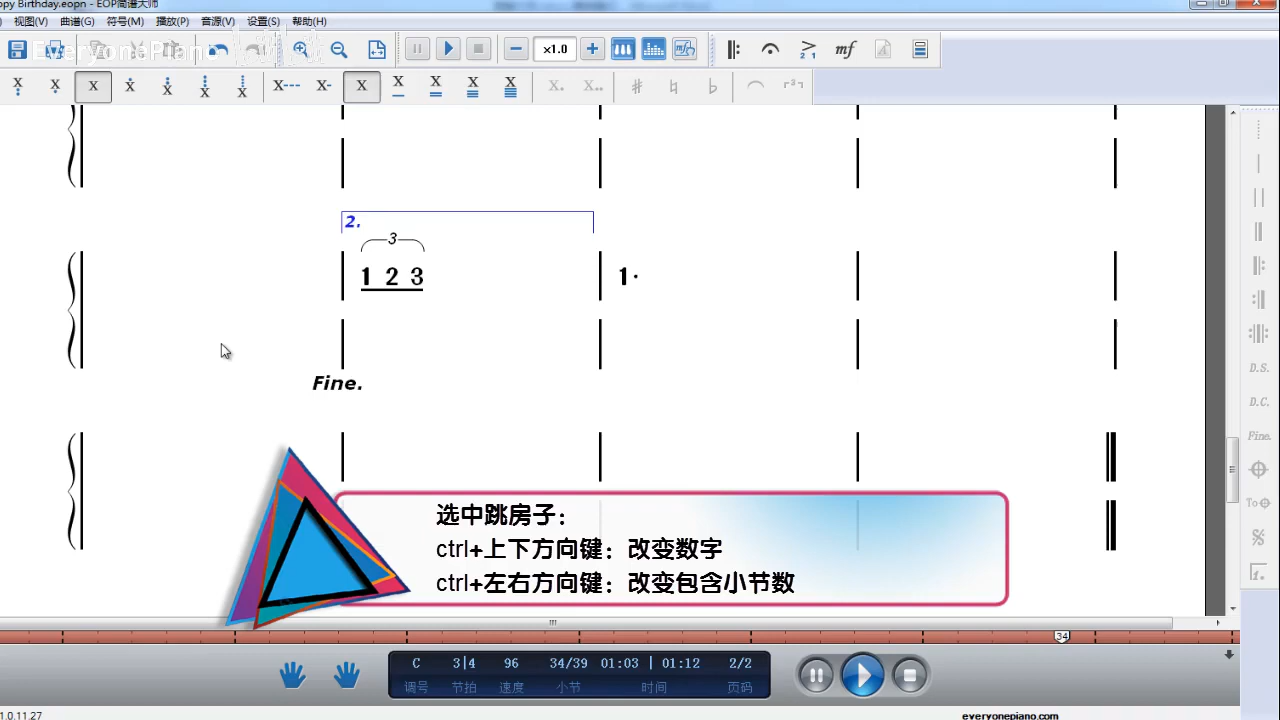 ppy Birthday.eopn - EOP简谱大师
视图(V) 曲谱(G) 符号(M) 播放(P) 音源(V) 设置(S) 帮助(H)
EveryonePiano
x1.0
mf
X X X X X X X X--- X- X X X X X X. X.. ♯ ♮ ♭ 3
2.
3
1 2 3 1·
Fine.
D.S.
D.C.
Fine.
To
选中跳房子：
ctrl+上下方向键：改变数字
ctrl+左右方向键：改变包含小节数
34
C 3|4 96 34/39 01:03 | 01:12 2/2
调号 节拍 速度 小节 时间 页码
1.0.11.27
everyonepiano.com